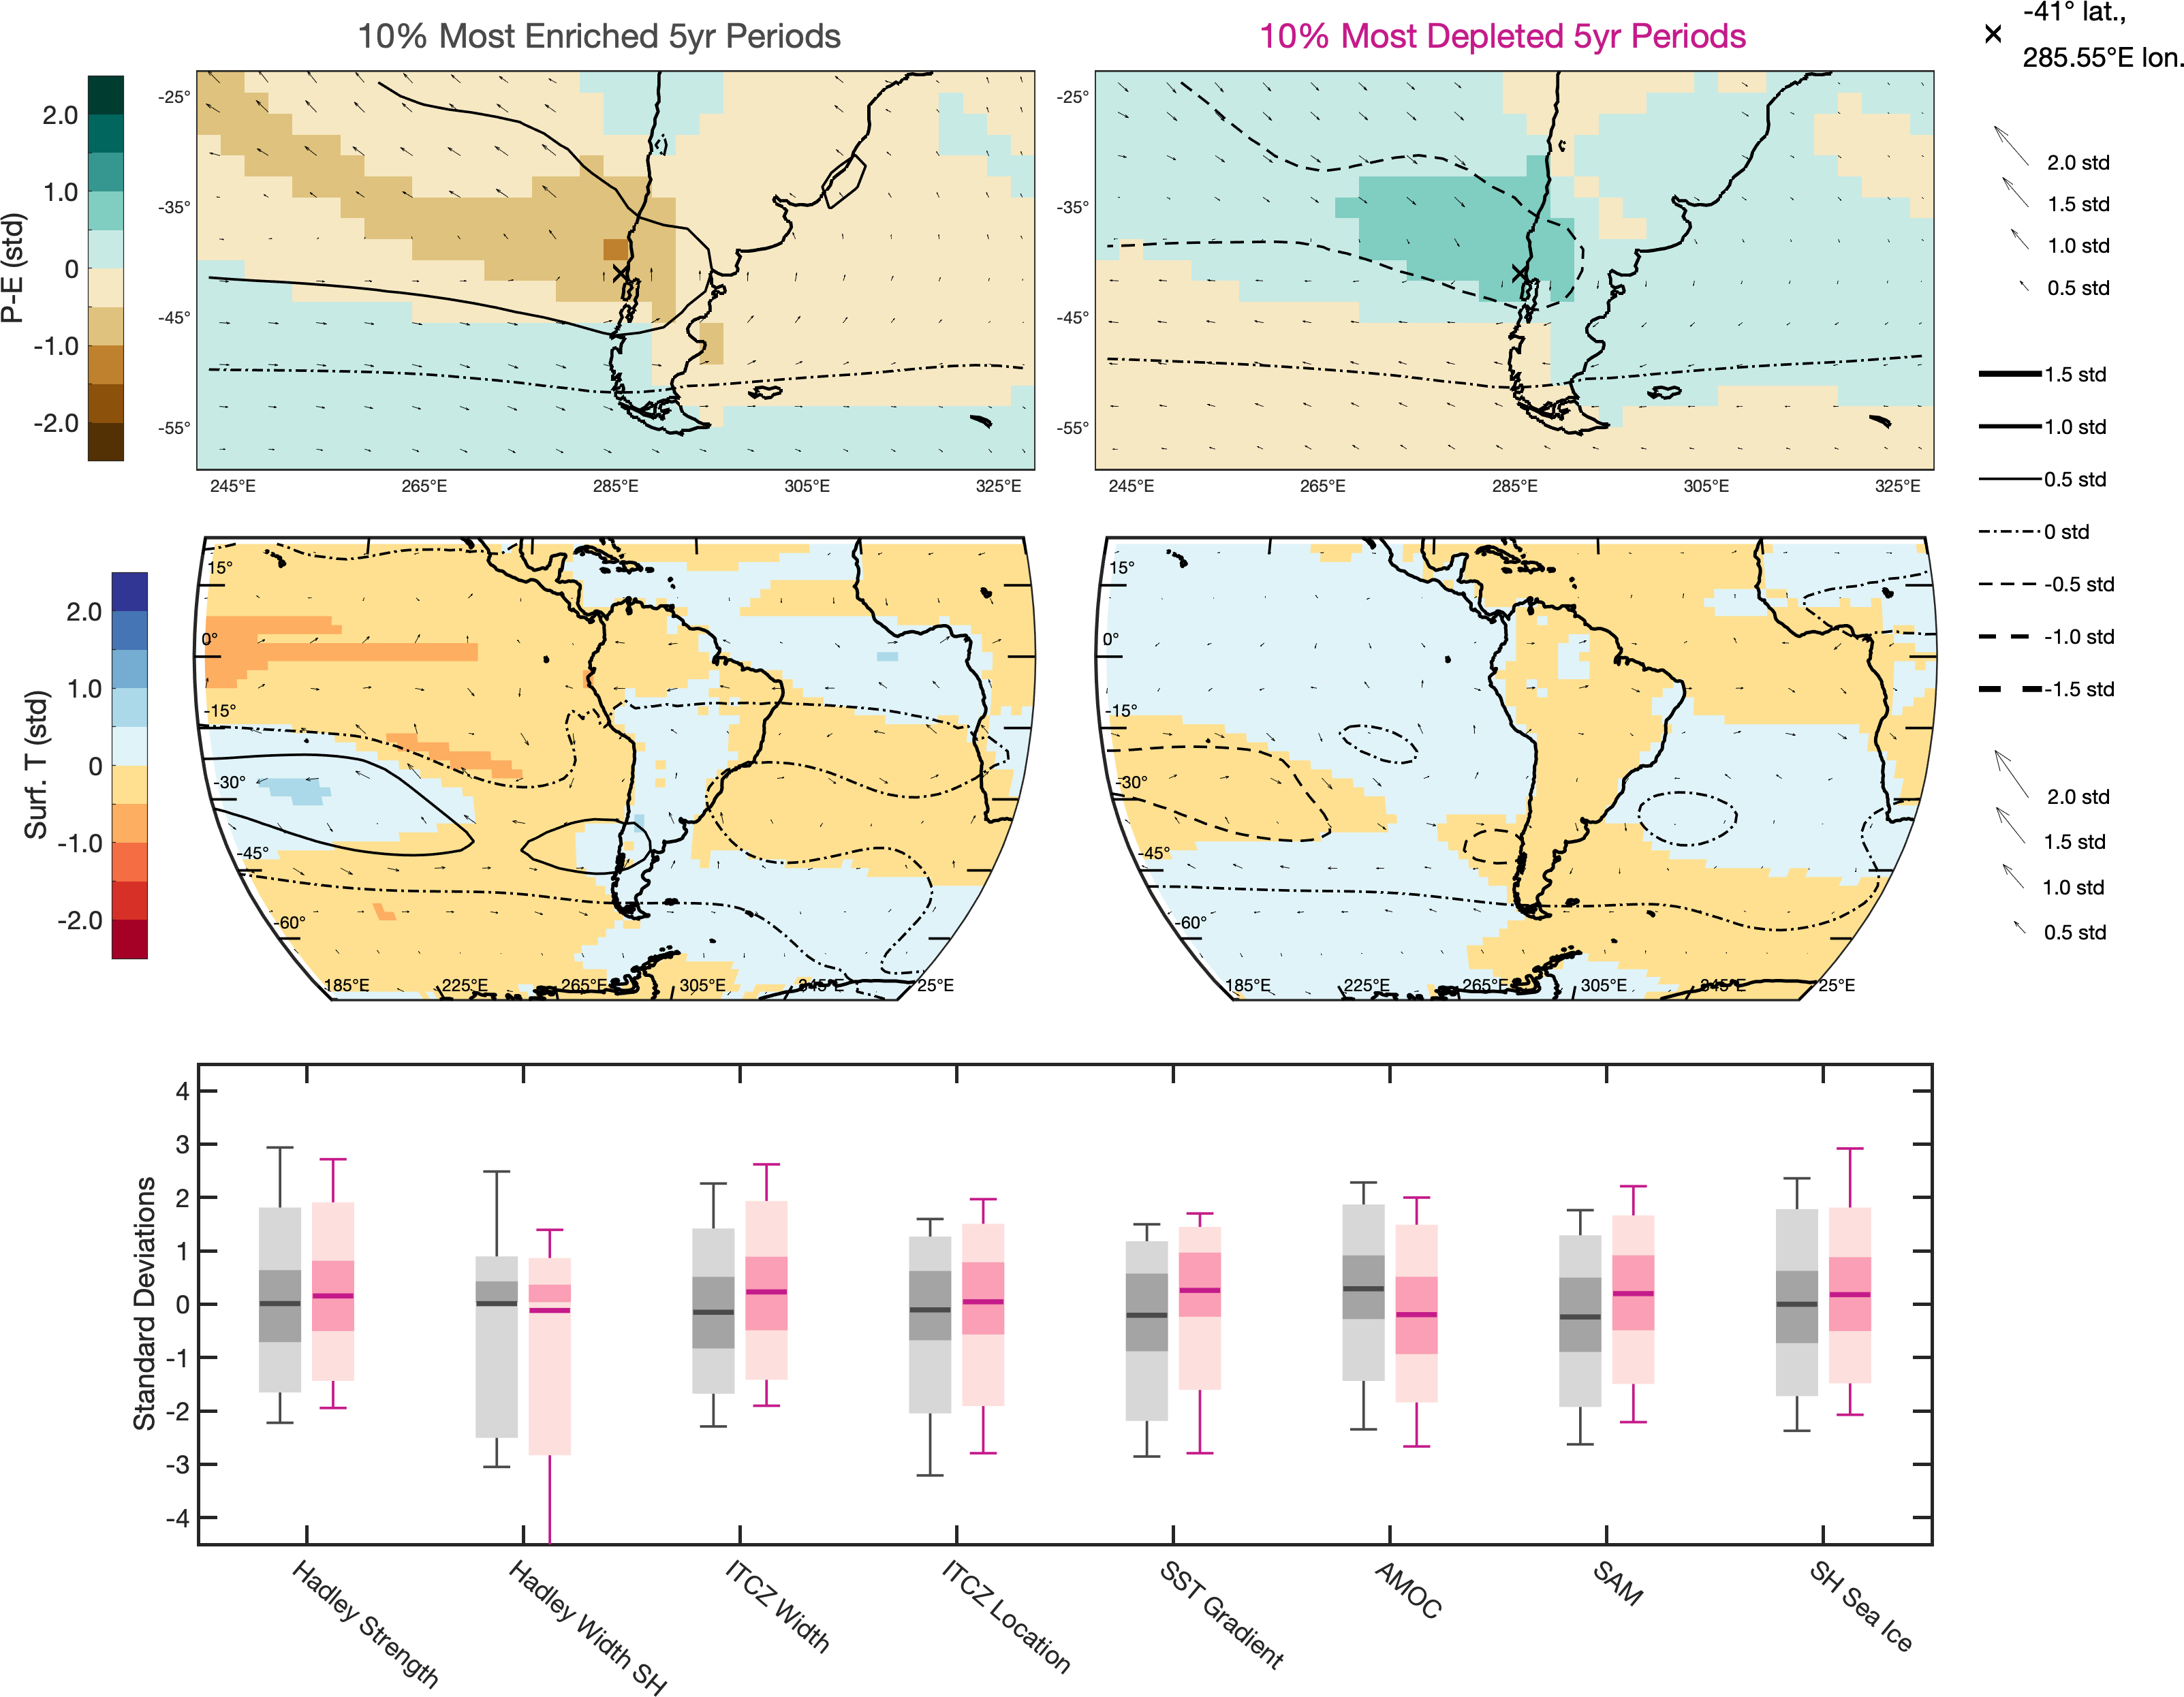 10% Most Enriched 5yr Periods
10% Most Depleted 5yr Periods
-41° lat.,
285.55°E lon.
P-E (std)
2.0
1.0
0
-1.0
-2.0
-25°
-35°
-45°
-55°
245°E
265°E
285°E
305°E
325°E
-25°
-35°
-45°
-55°
245°E
265°E
285°E
305°E
325°E
2.0 std
1.5 std
1.0 std
0.5 std
1.5 std
1.0 std
0.5 std
0 std
-0.5 std
-1.0 std
-1.5 std
Surf. T (std)
2.0
1.0
0
-1.0
-2.0
15°
0°
-15°
-30°
-45°
-60°
185°E
225°E
265°E
305°E
345°E
25°E
15°
0°
-15°
-30°
-45°
-60°
185°E
225°E
265°E
305°E
345°E
25°E
2.0 std
1.5 std
1.0 std
0.5 std
Standard Deviations
4
3
2
1
0
-1
-2
-3
-4
Hadley Strength
Hadley Width SH
ITCZ Width
ITCZ Location
SST Gradient
AMOC
SAM
SH Sea Ice